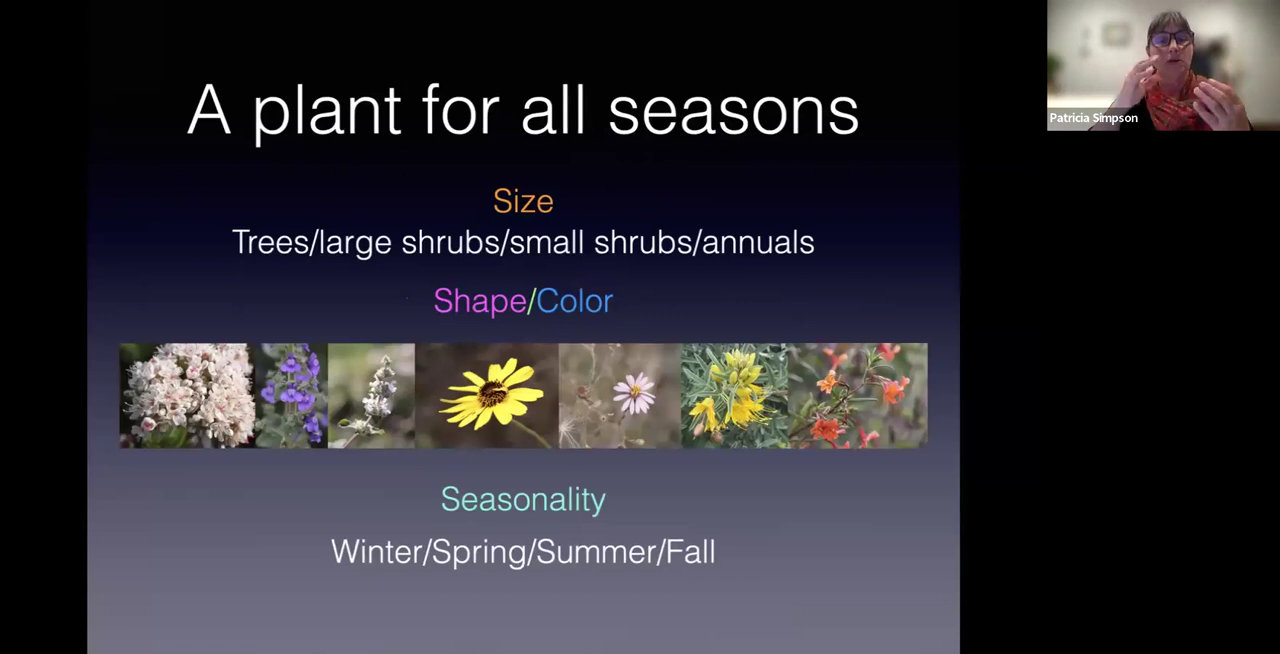 A plant for all seasons
Size
Trees/large shrubs/small shrubs/annuals
Shape/Color
Seasonality
Winter/Spring/Summer/Fall
Patricia Simpson